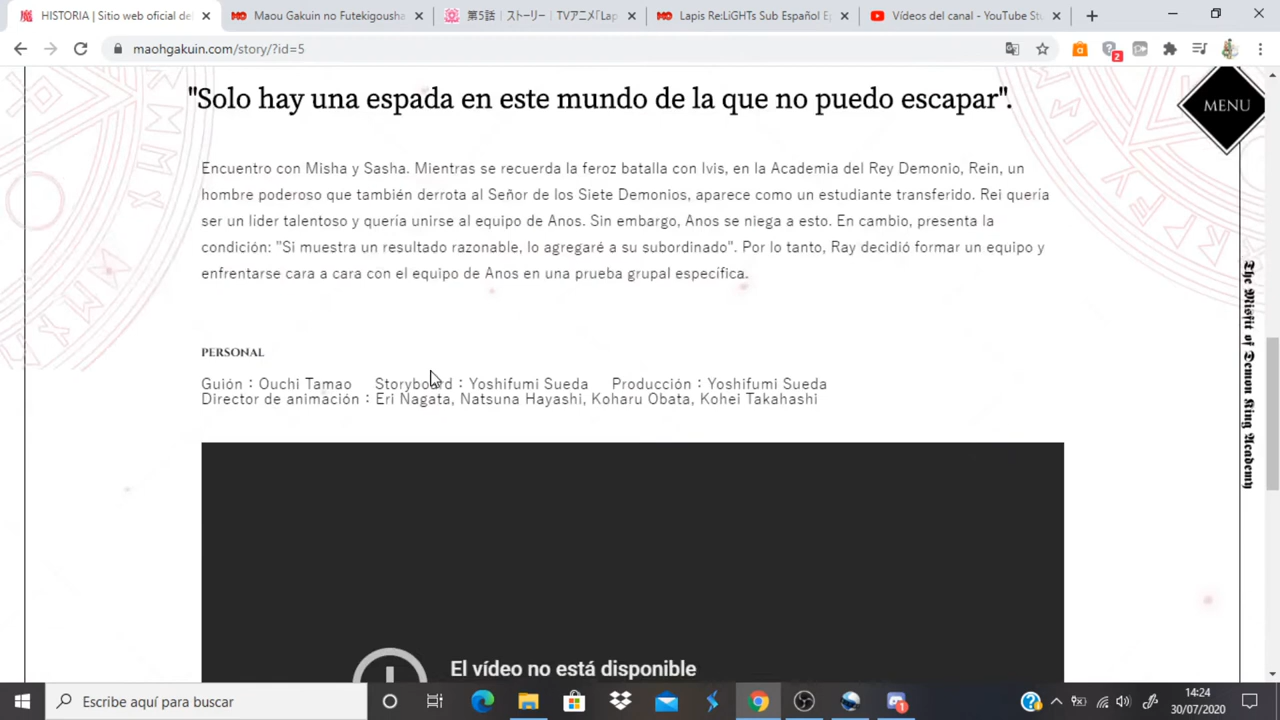 HISTORIA | Sitio web oficial del
Maou Gakuin no Futekigousha
第5話 | ストーリー | TVアニメ「Lap
Lapis Re:LiGHTs Sub Español Ep
Vídeos del canal - YouTube Stu
maohgakuin.com/story/?id=5
2
"Solo hay una espada en este mundo de la que no puedo escapar".
MENU
Encuentro con Misha y Sasha. Mientras se recuerda la feroz batalla con Ivis, en la Academia del Rey Demonio, Rein, un
hombre poderoso que también derrota al Señor de los Siete Demonios, aparece como un estudiante transferido. Rei quería
ser un líder talentoso y quería unirse al equipo de Anos. Sin embargo, Anos se niega a esto. En cambio, presenta la
condición: "Si muestra un resultado razonable, lo agregaré a su subordinado". Por lo tanto, Ray decidió formar un equipo y
enfrentarse cara a cara con el equipo de Anos en una prueba grupal específica.
The Misfit of Demon King Academy
PERSONAL
Guión：Ouchi Tamao Storyboard：Yoshifumi Sueda Producción：Yoshifumi Sueda
Director de animación：Eri Nagata, Natsuna Hayashi, Koharu Obata, Kohei Takahashi
El vídeo no está disponible
Escribe aquí para buscar
1
14:24
30/07/2020